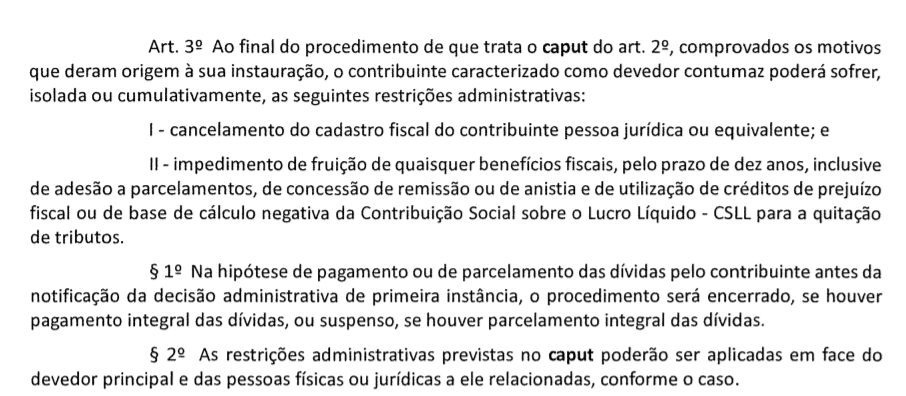 Art. 3º Ao final do procedimento de que trata o caput do art. 2º, comprovados os motivos
que deram origem à sua instauração, o contribuinte caracterizado como devedor contumaz poderá sofrer,
isolada ou cumulativamente, as seguintes restrições administrativas:
I - cancelamento do cadastro fiscal do contribuinte pessoa jurídica ou equivalente; e
II - impedimento de fruição de quaisquer benefícios fiscais, pelo prazo de dez anos, inclusive
de adesão a parcelamentos, de concessão de remissão ou de anistia e de utilização de créditos de prejuízo
fiscal ou de base de cálculo negativa da Contribuição Social sobre o Lucro Líquido - CSLL para a quitação
de tributos.
§ 1º Na hipótese de pagamento ou de parcelamento das dívidas pelo contribuinte antes da
notificação da decisão administrativa de primeira instância, o procedimento será encerrado, se houver
pagamento integral das dívidas, ou suspenso, se houver parcelamento integral das dívidas.
§ 2º As restrições administrativas previstas no caput poderão ser aplicadas em face do
devedor principal e das pessoas físicas ou jurídicas a ele relacionadas, conforme o caso.